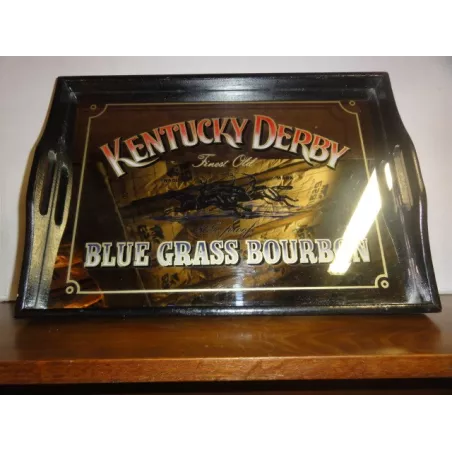 KENTUCKY DERBY
Finest Old
BLUE GRASS BOURBON